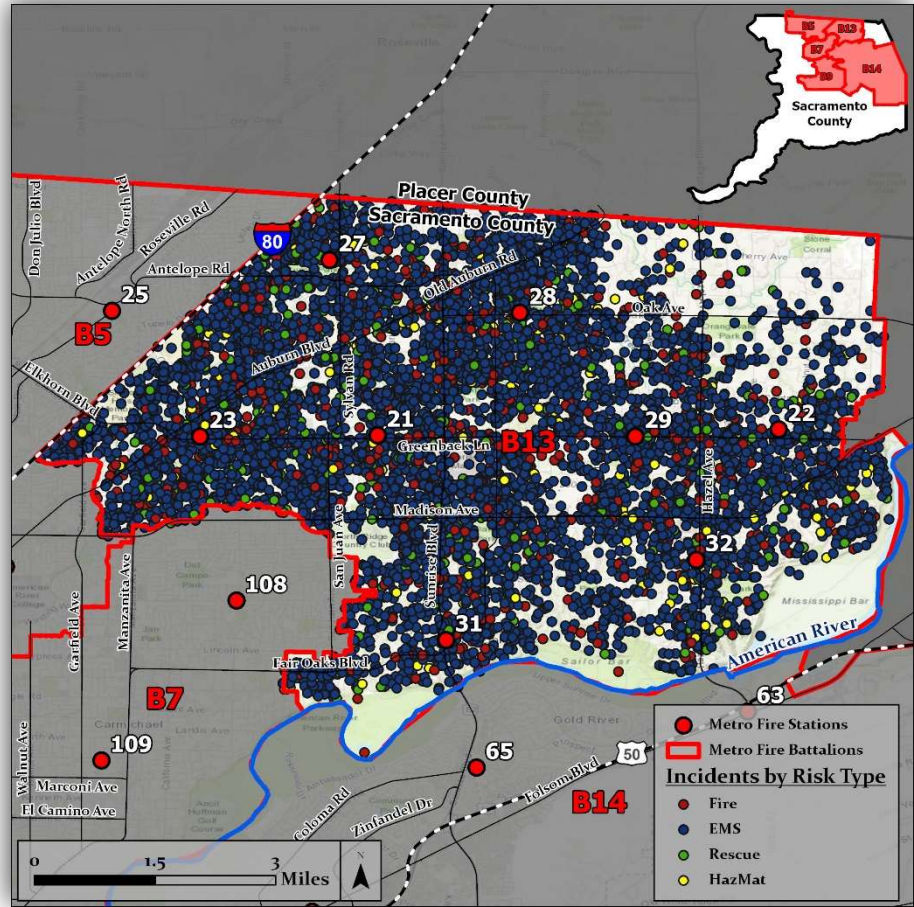 Roseville
B5
B13
B7
B9
B14
Sacramento
County
Placer County
Sacramento County
80
Don Julio Blvd
Antelope North Rd
Roseville Rd
Antelope Rd
27
Old Auburn Rd
25
28
Oak Ave
B5
Auburn Blvd
Elkhorn Blvd
Sylvan Rd
23
21
29
22
Greenback Ln
B13
Hazel Ave
Madison Ave
San Juan Ave
Sunrise Blvd
32
108
Mississippi Bar
31
American River
Garfield Ave
Manzanita Ave
Fair Oaks Blvd
Sailor Bar
B7
63
Carmichael
Gold River
109
65
50
Walnut Ave
Marconi Ave
El Camino Ave
Coloma Rd
Zinfandel Dr
Folsom Blvd
B14
Metro Fire Stations
Metro Fire Battalions
Incidents by Risk Type
Fire
EMS
Rescue
HazMat
0
1.5
3
Miles
N